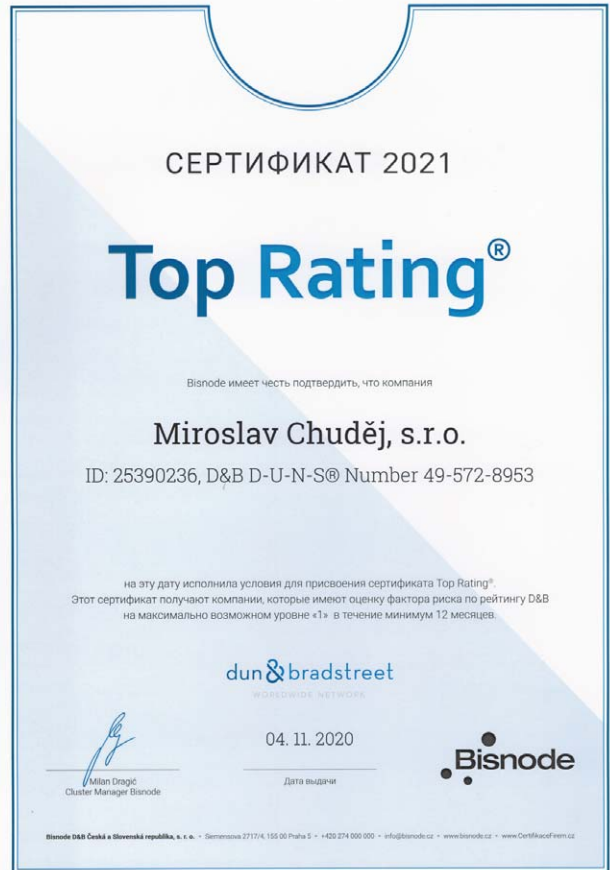 СЕРТИФИКАТ 2021
Top Rating®
Bisnode имеет честь подтвердить, что компания
Miroslav Chuděj, s.r.o.
ID: 25390236, D&B D-U-N-S® Number 49-572-8953
на эту дату исполнила условия для присвоения сертификата Top Rating®.
Этот сертификат получают компании, которые имеют оценку фактора риска по рейтингу D&B
на максимально возможном уровне «1» в течение минимум 12 месяцев.
dun & bradstreet
WORLDWIDE NETWORK
04. 11. 2020
Bisnode
Milan Dragić
Cluster Manager Bisnode
Дата выдачи
Bisnode D&B Česká a Slovenská republika, s. r. o. • Siemensova 2717/4, 155 00 Praha 5 • +420 274 000 000 • info@bisnode.cz • www.bisnode.cz • www.CertifikaceFirem.cz